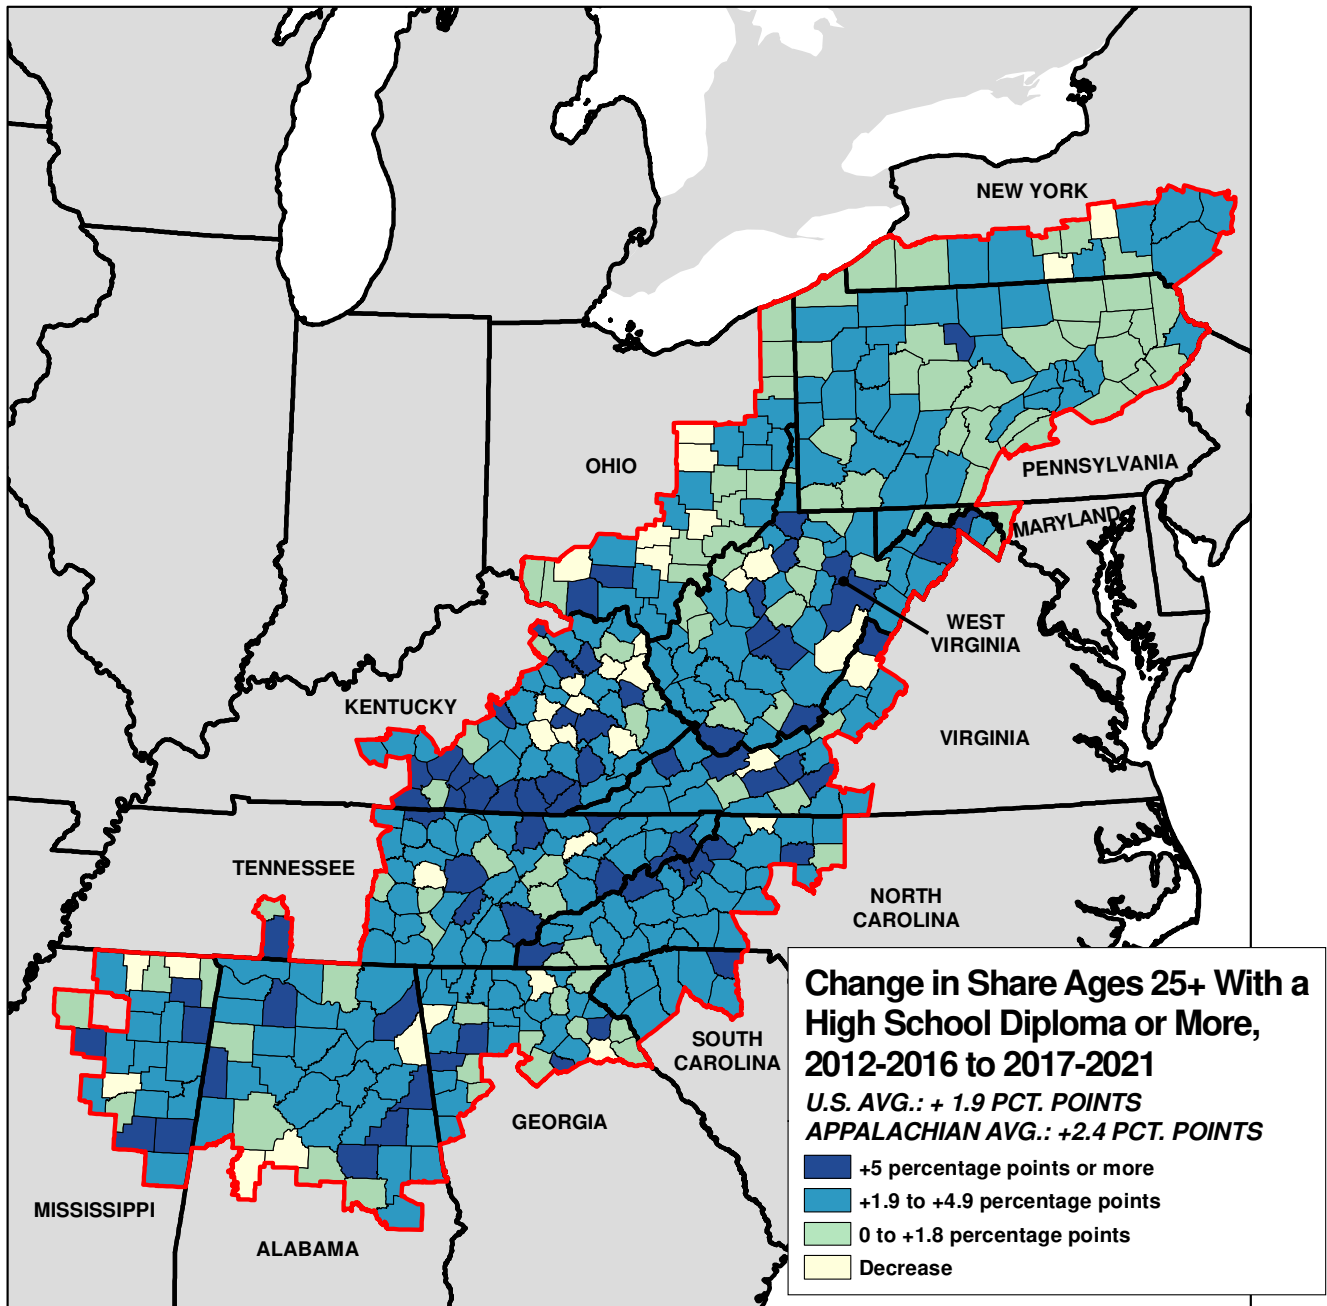 NEW YORK
OHIO
PENNSYLVANIA
MARYLAND
WEST
VIRGINIA
KENTUCKY
VIRGINIA
TENNESSEE
NORTH
CAROLINA
SOUTH
CAROLINA
GEORGIA
MISSISSIPPI
ALABAMA
Change in Share Ages 25+ With a
High School Diploma or More,
2012-2016 to 2017-2021
U.S. AVG.: + 1.9 PCT. POINTS
APPALACHIAN AVG.: +2.4 PCT. POINTS
+5 percentage points or more
+1.9 to +4.9 percentage points
0 to +1.8 percentage points
Decrease